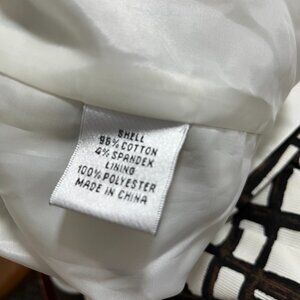 SHELL
96% COTTON
4% SPANDEX
LINING
100% POLYESTER
MADE IN CHINA